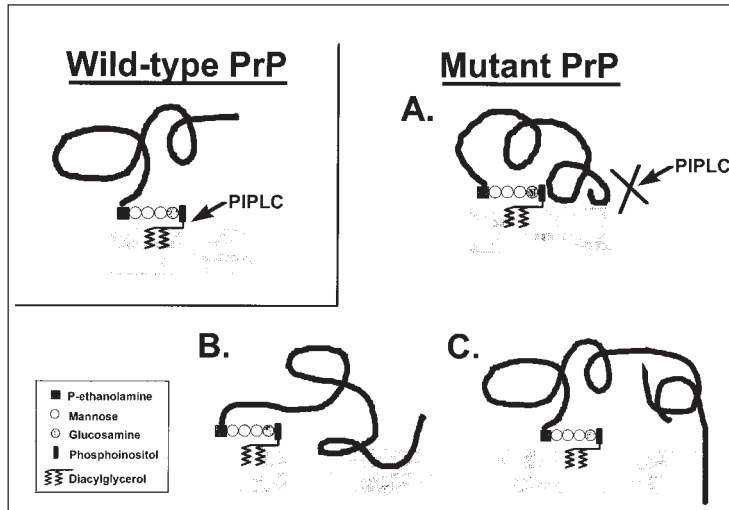 Wild-type PrP
PIPLC
Mutant PrP
A.
PIPLC
B.
C.
P-ethanolamine
Mannose
Glucosamine
Phosphoinositol
Diacylglycerol